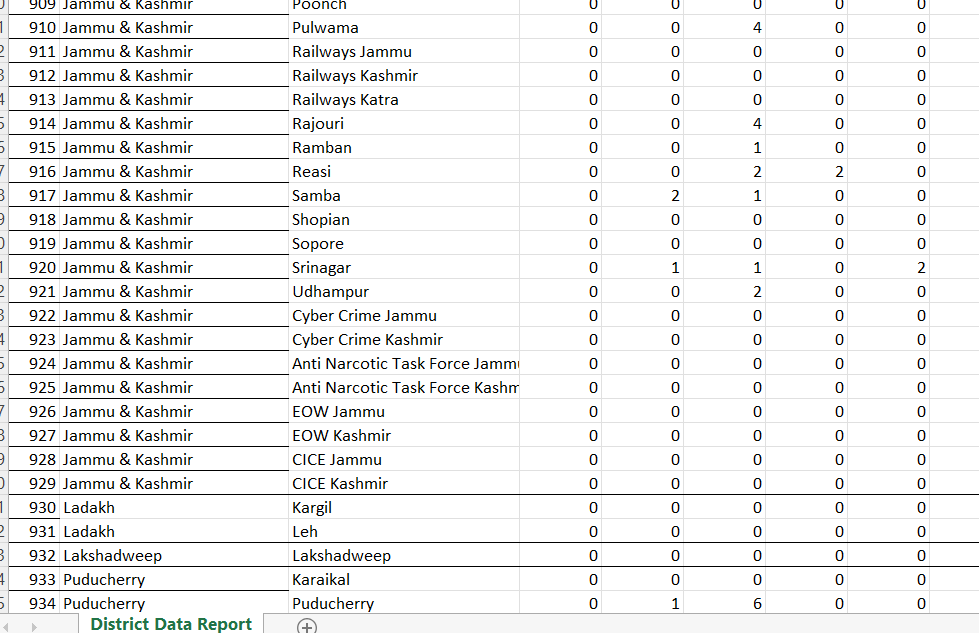 909 Jammu & Kashmir Poonch 0 0 0 0 0
910 Jammu & Kashmir Pulwama 0 0 4 0 0
911 Jammu & Kashmir Railways Jammu 0 0 0 0 0
912 Jammu & Kashmir Railways Kashmir 0 0 0 0 0
913 Jammu & Kashmir Railways Katra 0 0 0 0 0
914 Jammu & Kashmir Rajouri 0 0 4 0 0
915 Jammu & Kashmir Ramban 0 0 1 0 0
916 Jammu & Kashmir Reasi 0 0 2 2 0
917 Jammu & Kashmir Samba 0 2 1 0 0
918 Jammu & Kashmir Shopian 0 0 0 0 0
919 Jammu & Kashmir Sopore 0 0 0 0 0
920 Jammu & Kashmir Srinagar 0 1 1 0 2
921 Jammu & Kashmir Udhampur 0 0 2 0 0
922 Jammu & Kashmir Cyber Crime Jammu 0 0 0 0 0
923 Jammu & Kashmir Cyber Crime Kashmir 0 0 0 0 0
924 Jammu & Kashmir Anti Narcotic Task Force Jamm 0 0 0 0 0
925 Jammu & Kashmir Anti Narcotic Task Force Kash 0 0 0 0 0
926 Jammu & Kashmir EOW Jammu 0 0 0 0 0
927 Jammu & Kashmir EOW Kashmir 0 0 0 0 0
928 Jammu & Kashmir CICE Jammu 0 0 0 0 0
929 Jammu & Kashmir CICE Kashmir 0 0 0 0 0
930 Ladakh Kargil 0 0 0 0 0
931 Ladakh Leh 0 0 0 0 0
932 Lakshadweep Lakshadweep 0 0 0 0 0
933 Puducherry Karaikal 0 0 0 0 0
934 Puducherry Puducherry 0 1 6 0 0
District Data Report